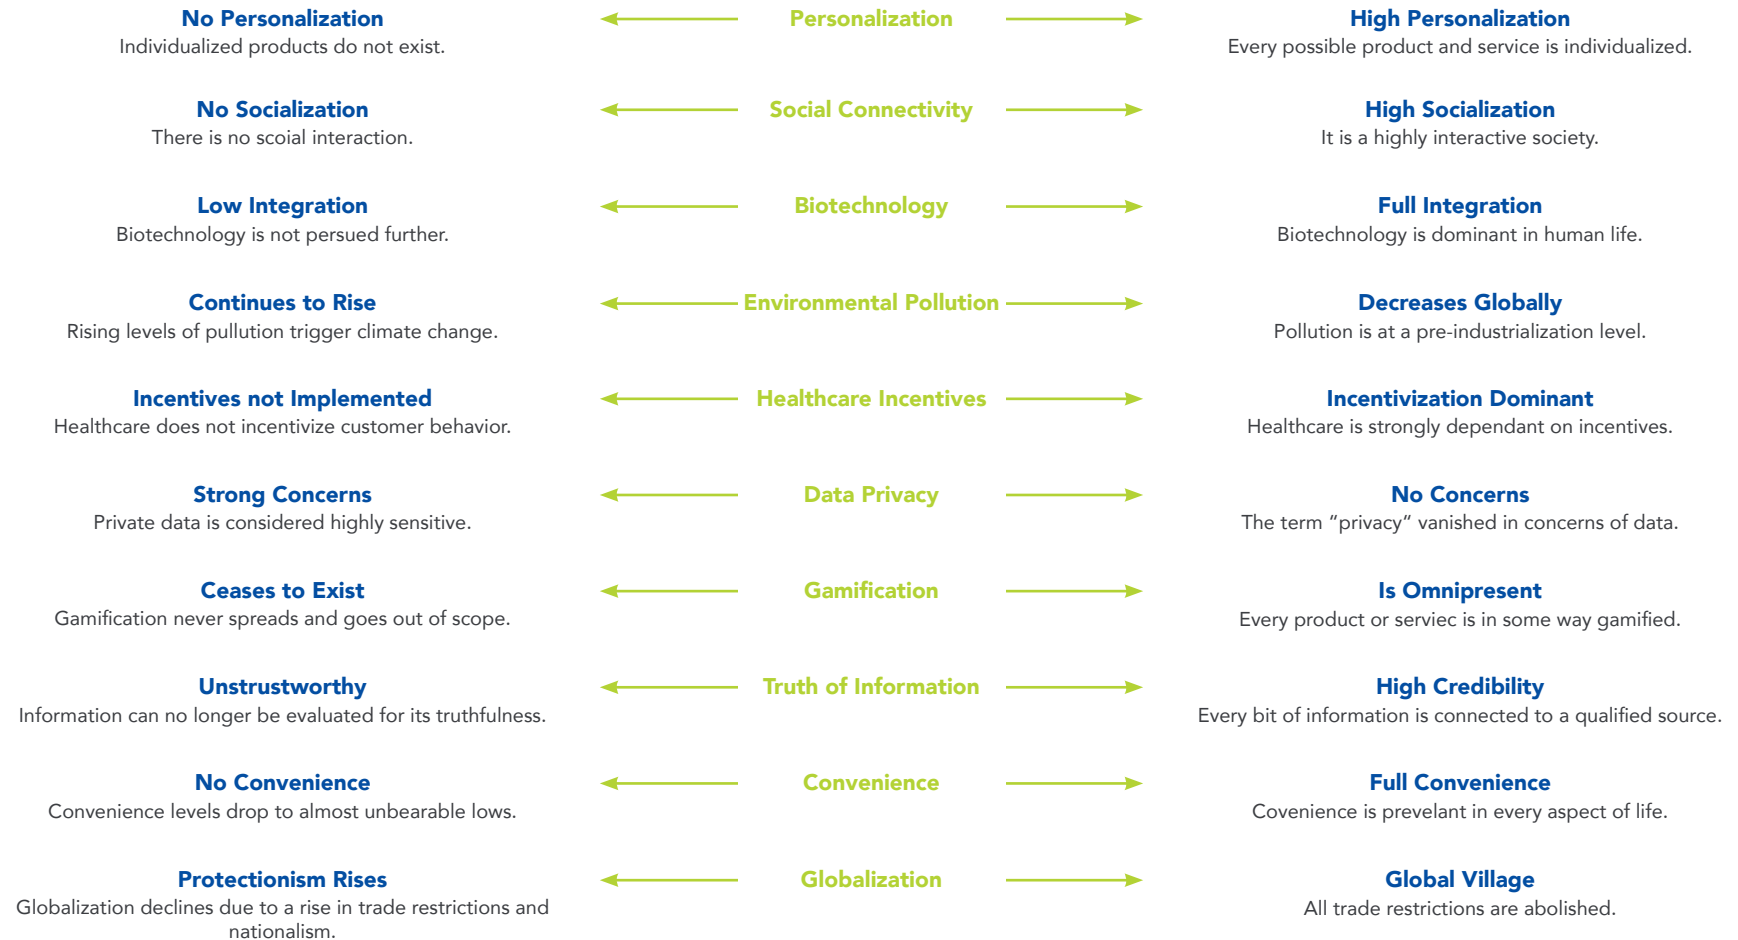 No Personalization
Personalization
High Personalization
Individualized products do not exist.
Every possible product and service is individualized.
No Socialization
Social Connectivity
High Socialization
There is no scoial interaction.
It is a highly interactive society.
Low Integration
Biotechnology
Full Integration
Biotechnology is not persued further.
Biotechnology is dominant in human life.
Continues to Rise
Environmental Pollution
Decreases Globally
Rising levels of pullution trigger climate change.
Pollution is at a pre-industrialization level.
Incentives not Implemented
Healthcare Incentives
Incentivization Dominant
Healthcare does not incentivize customer behavior.
Healthcare is strongly dependant on incentives.
Strong Concerns
Data Privacy
No Concerns
Private data is considered highly sensitive.
The term “privacy” vanished in concerns of data.
Ceases to Exist
Gamification
Is Omnipresent
Gamification never spreads and goes out of scope.
Every product or serviec is in some way gamified.
Unstrustworthy
Truth of Information
High Credibility
Information can no longer be evaluated for its truthfulness.
Every bit of information is connected to a qualified source.
No Convenience
Convenience
Full Convenience
Convenience levels drop to almost unbearable lows.
Covenience is prevelant in every aspect of life.
Protectionism Rises
Globalization
Global Village
Globalization declines due to a rise in trade restrictions and
nationalism.
All trade restrictions are abolished.